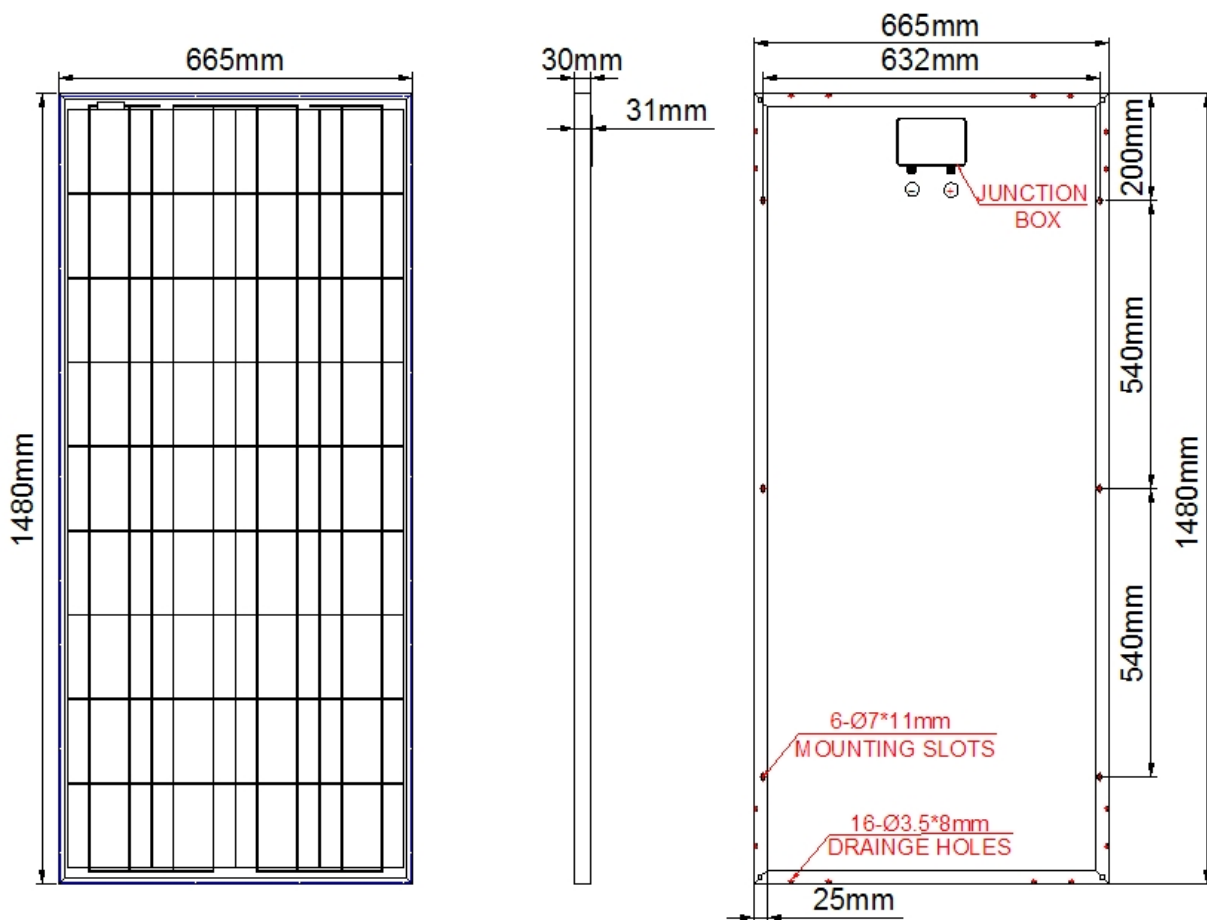 665mm
1480mm
30mm
31mm
665mm
632mm
200mm
540mm
540mm
1480mm
- +
JUNCTION
BOX
6-Ø7*11mm
MOUNTING SLOTS
16-Ø3.5*8mm
DRAINGE HOLES
25mm